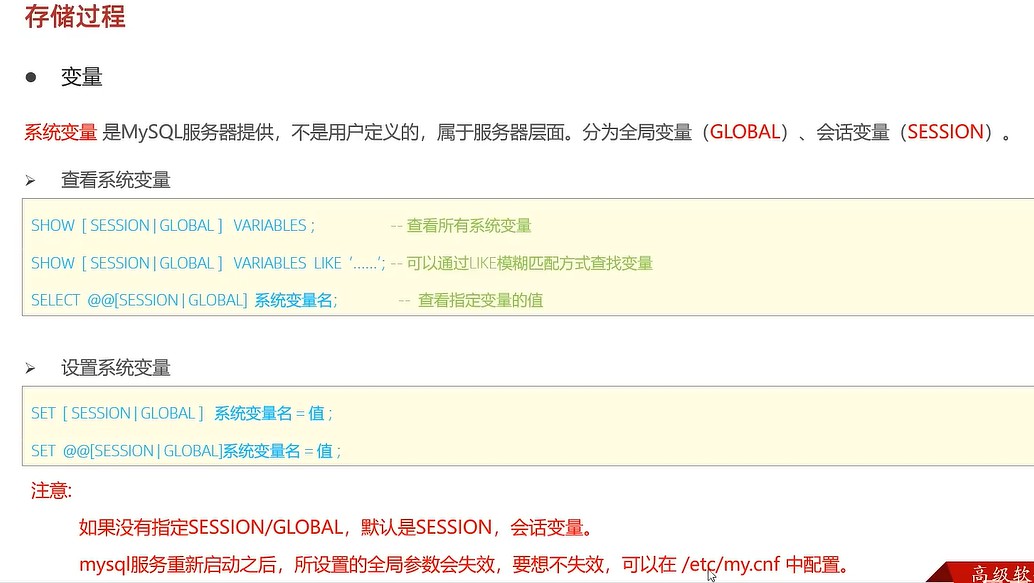 存储过程
● 变量
系统变量 是MySQL服务器提供，不是用户定义的，属于服务器层面。分为全局变量（GLOBAL）、会话变量（SESSION）。
➢ 查看系统变量
SHOW [ SESSION | GLOBAL ] VARIABLES ; -- 查看所有系统变量
SHOW [ SESSION | GLOBAL ] VARIABLES LIKE '......'; -- 可以通过LIKE模糊匹配方式查找变量
SELECT @@[SESSION | GLOBAL] 系统变量名; -- 查看指定变量的值
➢ 设置系统变量
SET [ SESSION | GLOBAL ] 系统变量名 = 值 ;
SET @@[SESSION | GLOBAL]系统变量名 = 值 ;
注意:
如果没有指定SESSION/GLOBAL，默认是SESSION，会话变量。
mysql服务重新启动之后，所设置的全局参数会失效，要想不失效，可以在 /etc/my.cnf 中配置。
高级软